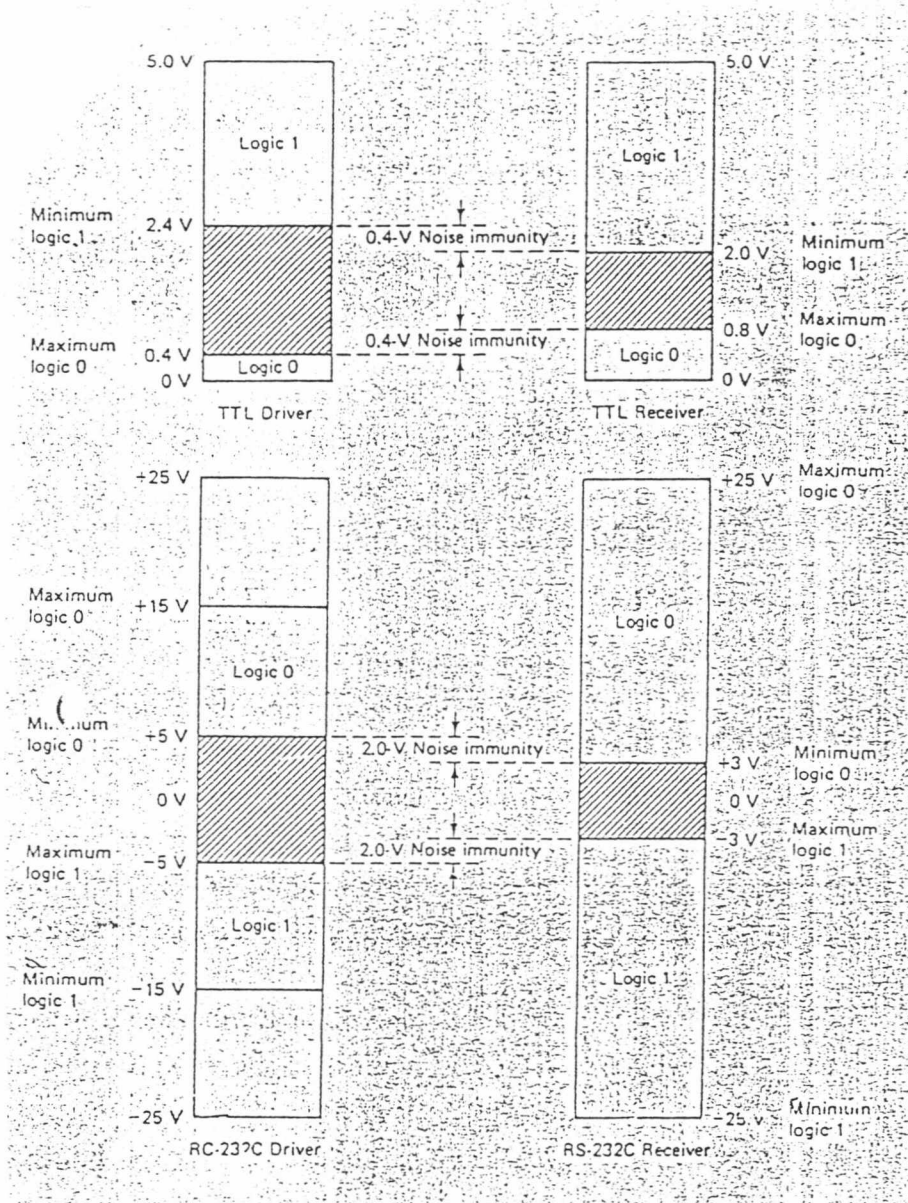 5.0 V
5.0 V
Logic 1
Logic 1
Minimum
logic 1
2.4 V
0.4-V Noise immunity
2.0 V
Minimum
logic 1
Maximum
logic 0
0.4 V
0.4-V Noise immunity
0.8 V
Maximum
logic 0
Logic 0
Logic 0
0 V
0 V
TTL Driver
TTL Receiver
+25 V
+25 V
Maximum
logic 0
Maximum
logic 0
+15 V
Logic 0
Logic 0
logic 0
+5 V
2.0-V Noise immunity
+3 V
Minimum
logic 0
0 V
0 V
Maximum
logic 1
−5 V
2.0-V Noise immunity
−3 V
Maximum
logic 1
Logic 1
Logic 1
Minimum
logic 1
−15 V
−25 V
−25 V
Minimum
logic 1
RC-232C Driver
RS-232C Receiver